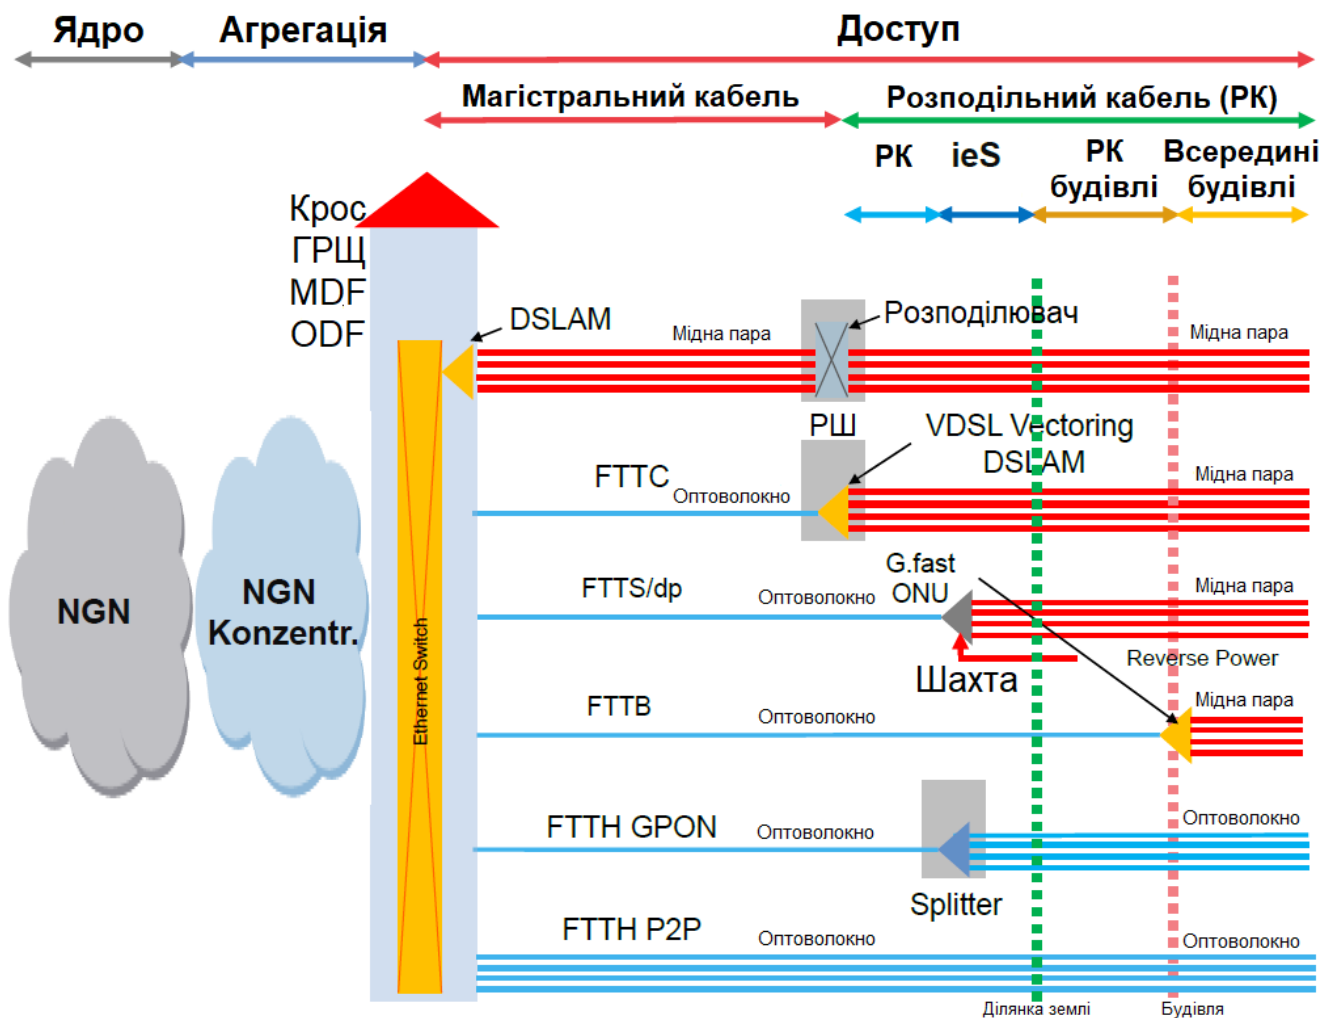 Ядро
Агрегація
Доступ
Магістральний кабель
Розподільний кабель (РК)
РК
ieS
РК
будівлі
Всередині
будівлі
Крос
ГРЩ
MDF
ODF
DSLAM
Мідна пара
Розподілювач
Мідна пара
РШ
VDSL Vectoring
DSLAM
FTTC
Оптоволокно
Мідна пара
NGN
NGN
Konzentr.
Ethernet Switch
FTTS/dp
Оптоволокно
G.fast
ONU
Мідна пара
Reverse Power
Шахта
FTTB
Оптоволокно
Мідна пара
FTTH GPON
Оптоволокно
Оптоволокно
Splitter
FTTH P2P
Оптоволокно
Оптоволокно
Ділянка землі
Будівля